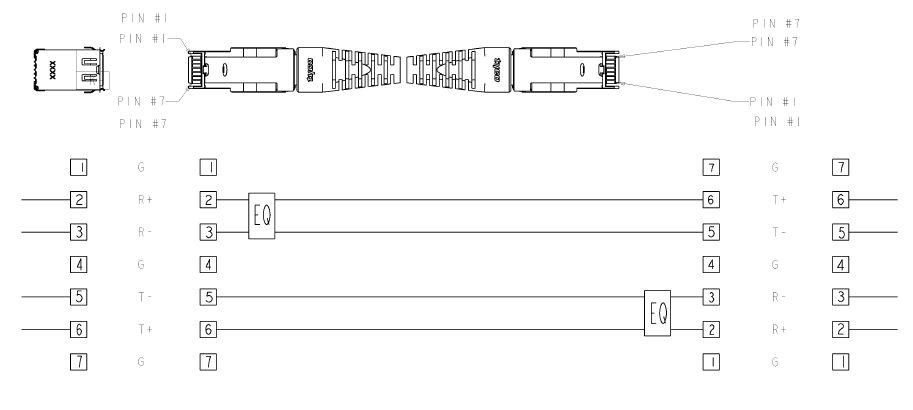 PIN #1
PIN #1
PIN #7
PIN #7
XXXX
tyco
tyco
PIN #7
PIN #7
PIN #1
PIN #1
1 G 1 7 G 7
2 R+ 2 EQ 6 T+ 6
3 R- 3 5 T- 5
4 G 4 4 G 4
5 T- 5 3 R- 3
6 T+ 6 EQ 2 R+ 2
7 G 7 1 G 1